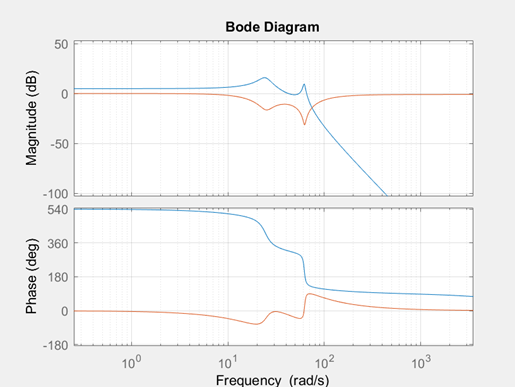 Bode Diagram
Magnitude (dB)
50
0
-50
-100
Phase (deg)
540
360
180
0
-180
10^0 10^1 10^2 10^3
Frequency (rad/s)